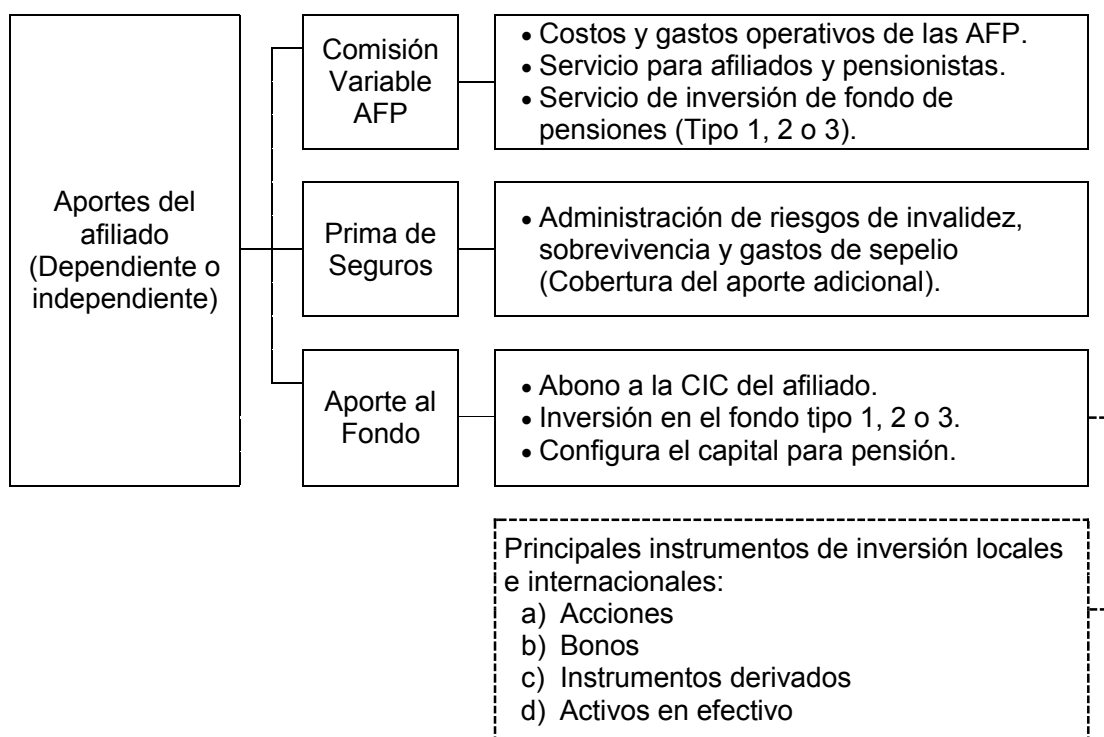 Aportes del
afiliado
(Dependiente o
independiente)
Comisión
Variable
AFP
• Costos y gastos operativos de las AFP.
• Servicio para afiliados y pensionistas.
• Servicio de inversión de fondo de
pensiones (Tipo 1, 2 o 3).
Prima de
Seguros
• Administración de riesgos de invalidez,
sobrevivencia y gastos de sepelio
(Cobertura del aporte adicional).
Aporte al
Fondo
• Abono a la CIC del afiliado.
• Inversión en el fondo tipo 1, 2 o 3.
• Configura el capital para pensión.
Principales instrumentos de inversión locales
e internacionales:
a) Acciones
b) Bonos
c) Instrumentos derivados
d) Activos en efectivo